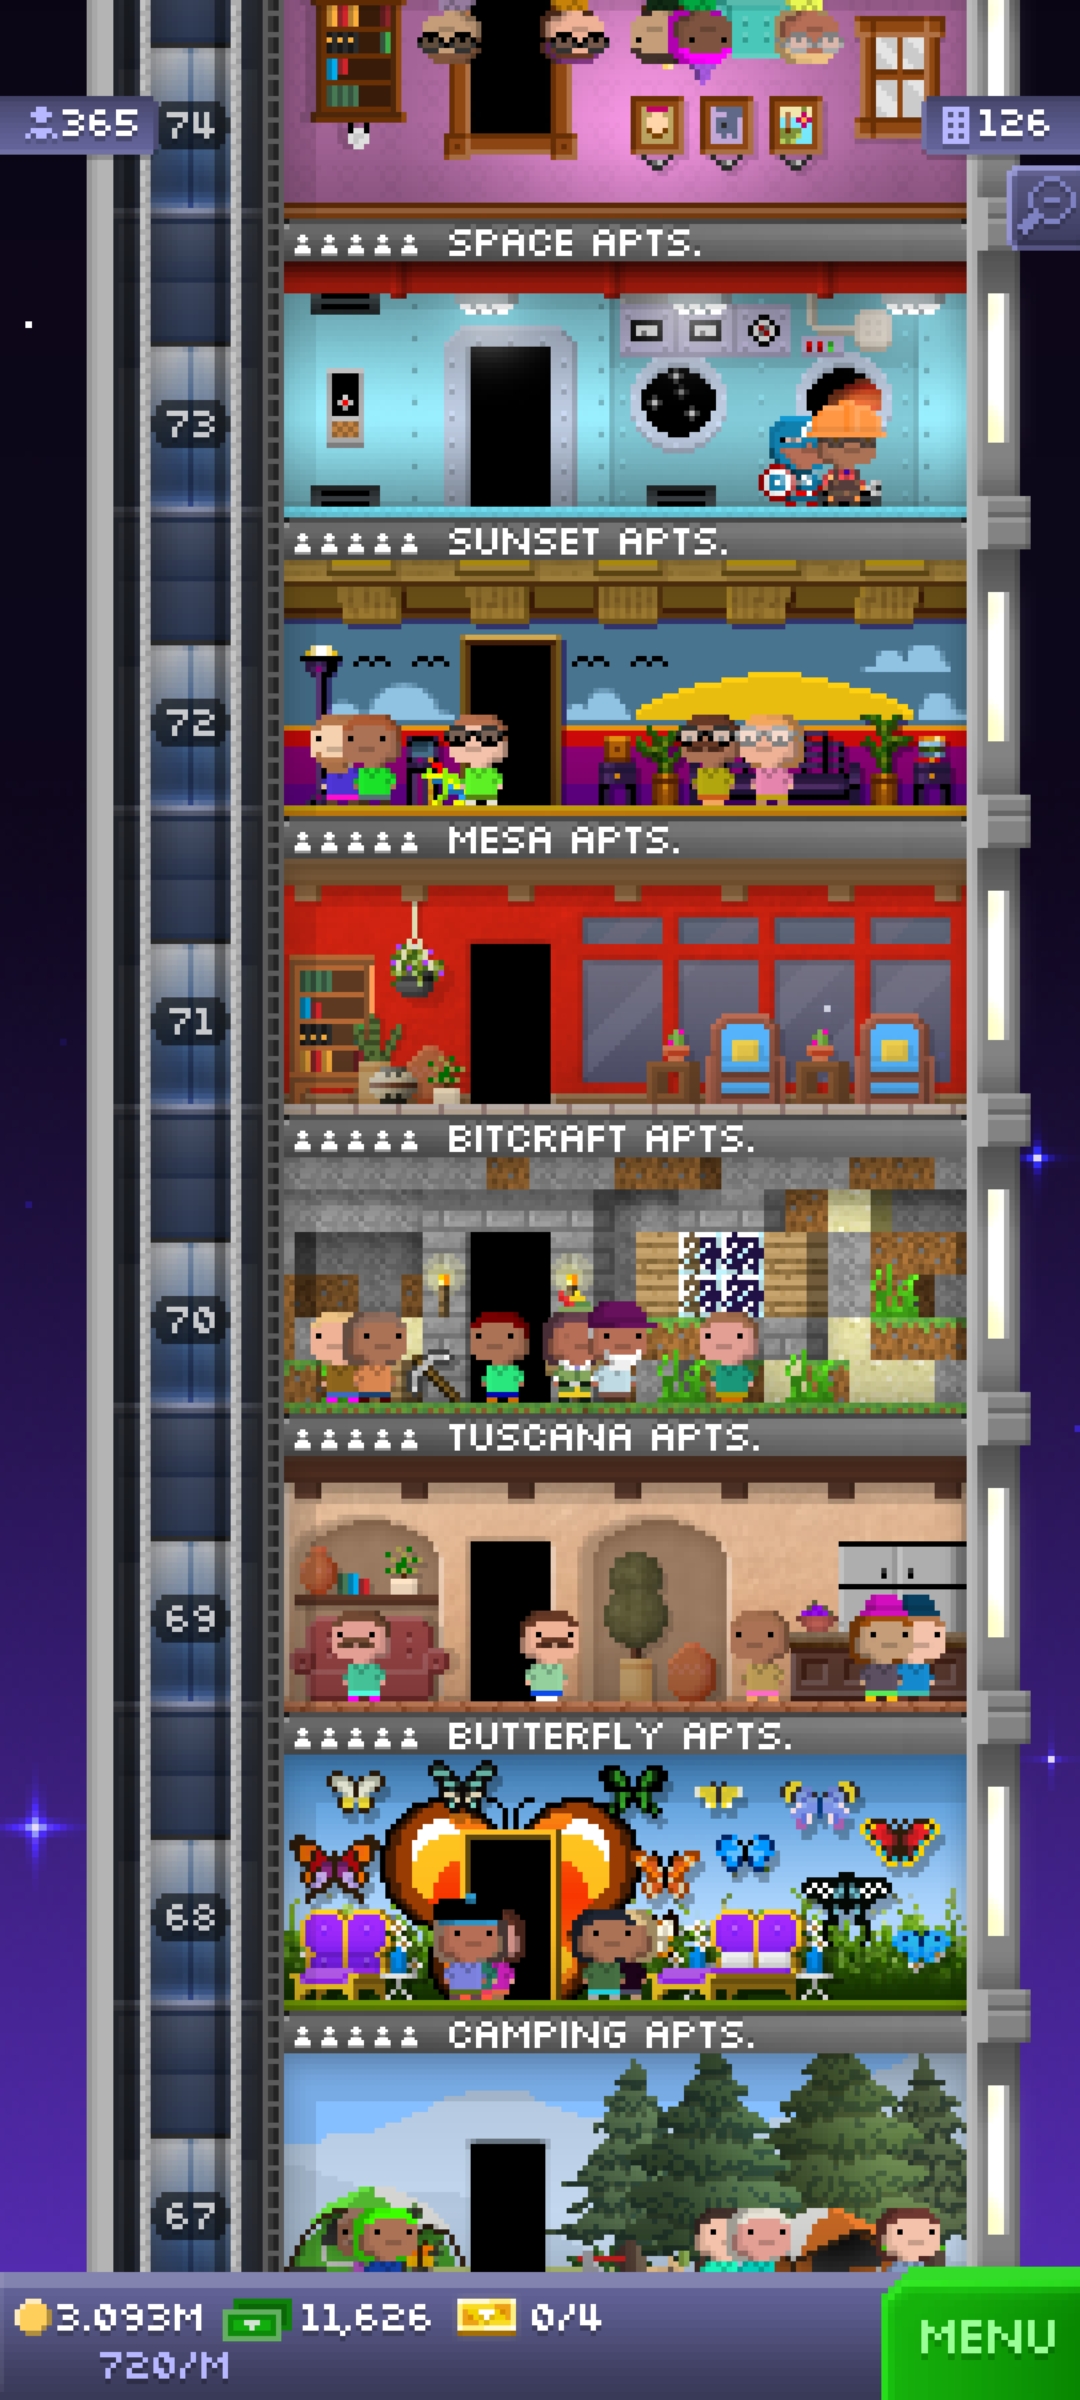 365
74
126
SPACE APTS.
73
SUNSET APTS.
72
MESA APTS.
71
BITCRAFT APTS.
70
TUSCANA APTS.
69
BUTTERFLY APTS.
68
CAMPING APTS.
67
3.093M 11,626 0/4
720/M
MENU